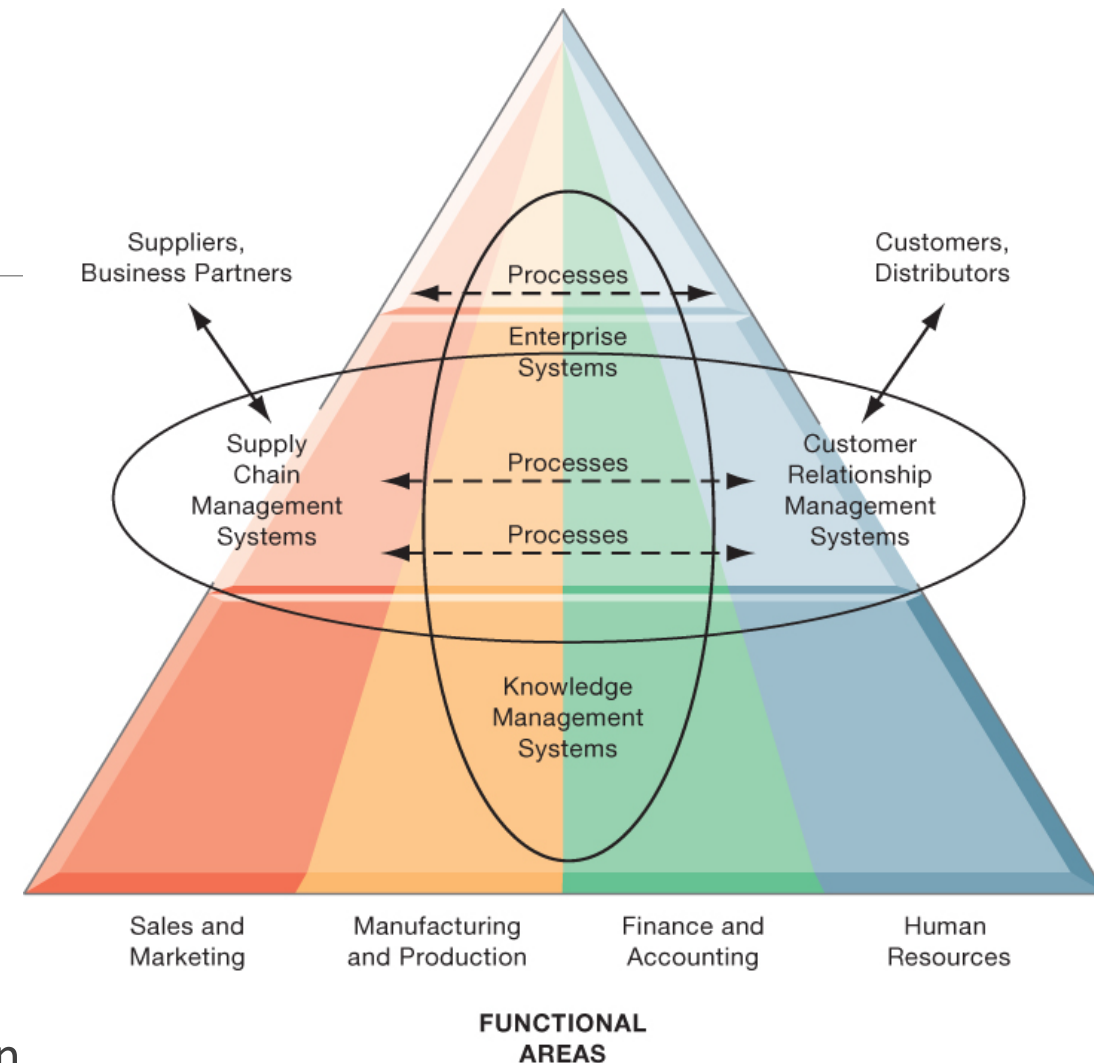 Suppliers,
Business Partners
Customers,
Distributors
Processes
Enterprise
Systems
Supply
Chain
Management
Systems
Processes
Processes
Customer
Relationship
Management
Systems
Knowledge
Management
Systems
Sales and
Marketing
Manufacturing
and Production
Finance and
Accounting
Human
Resources
FUNCTIONAL
AREAS